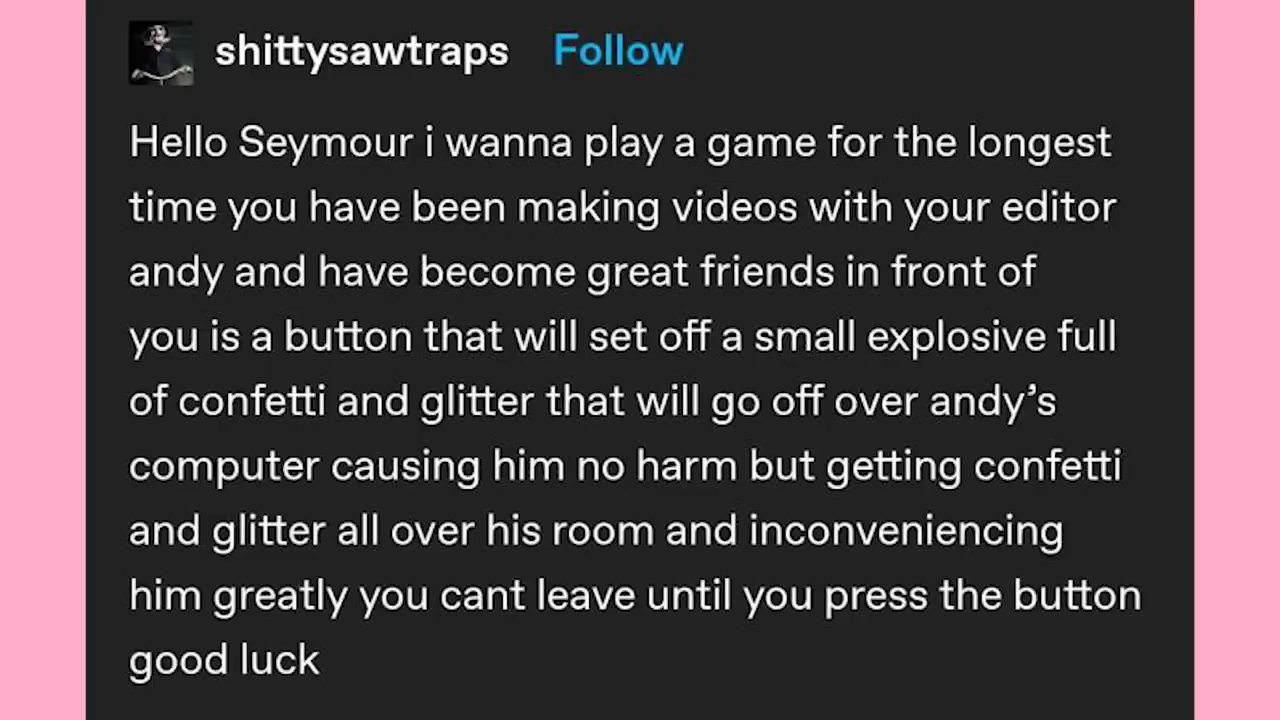 shittysawtraps Follow
Hello Seymour i wanna play a game for the longest
time you have been making videos with your editor
andy and have become great friends in front of
you is a button that will set off a small explosive full
of confetti and glitter that will go off over andy’s
computer causing him no harm but getting confetti
and glitter all over his room and inconveniencing
him greatly you cant leave until you press the button
good luck